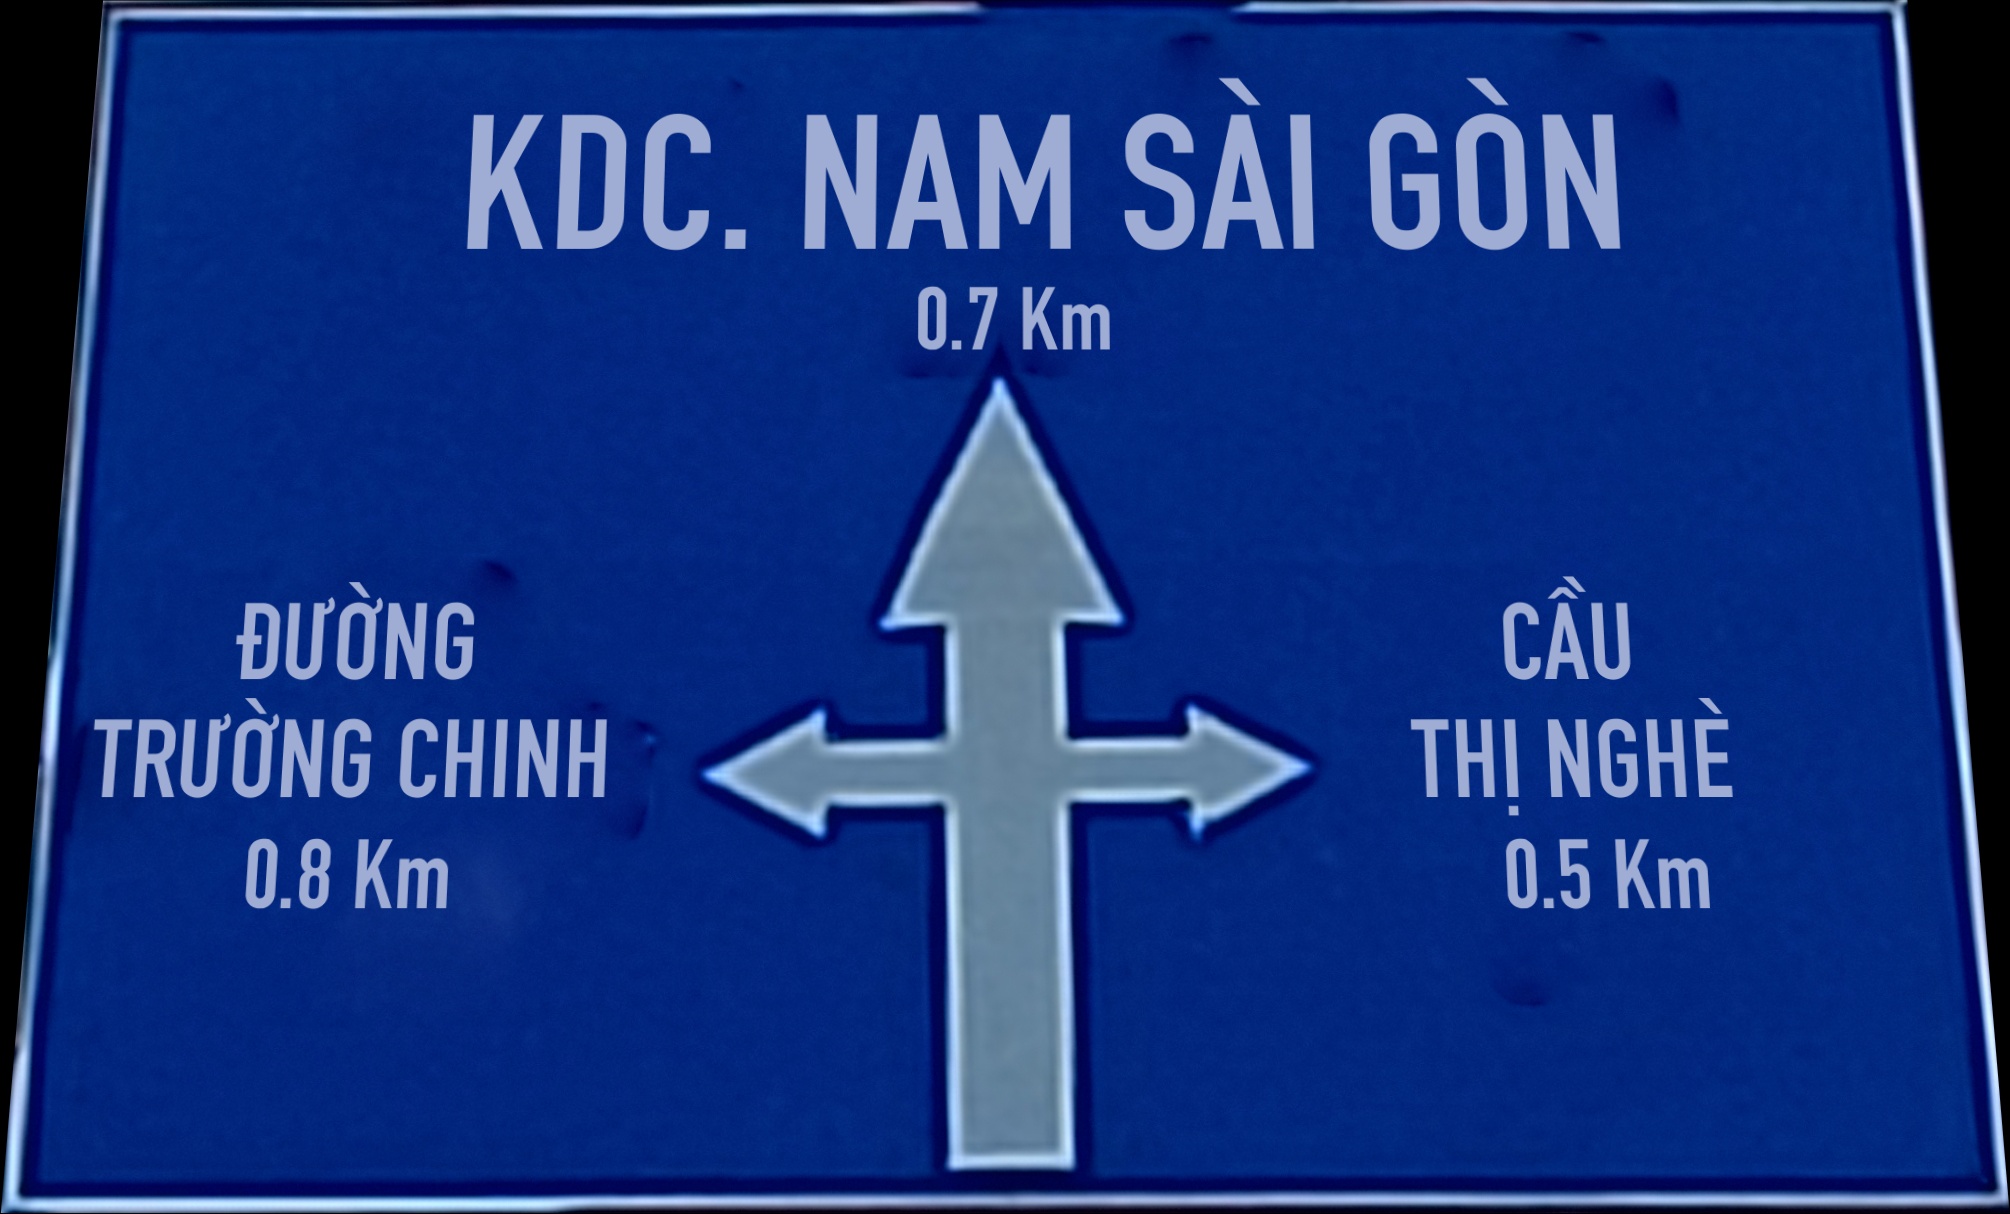 KDC. NAM SÀI GÒN
0.7 Km
ĐƯỜNG
TRƯỜNG CHINH
0.8 Km
CẦU
THỊ NGHÈ
0.5 Km